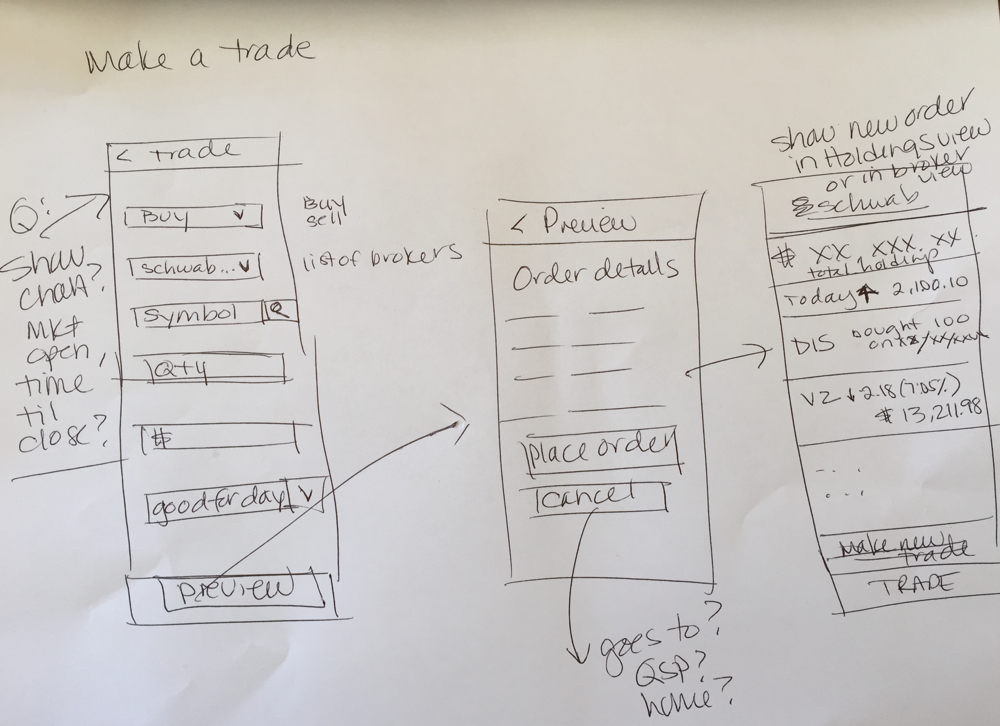 Make a trade
< trade
BUY
Buy
sell
schwab...
list of brokers
symbol
Qty
$
good for day
PREVIEW
Q:
Show
chart?
Mkt
open,
time
til
close?
< Preview
Order details
place order
cancel
goes to?
QSP?
home?
show new order
in Holdings view
or in broker
view
schwab
$ XX, XXX. XX
total holdings
Today ↑ 2,100.10
DIS bought 100
on xx/xx/xxxx
VZ ↓ 2.18 (7.05%)
$ 13,211.98
- . .
. . .
Make new
trade
TRADE